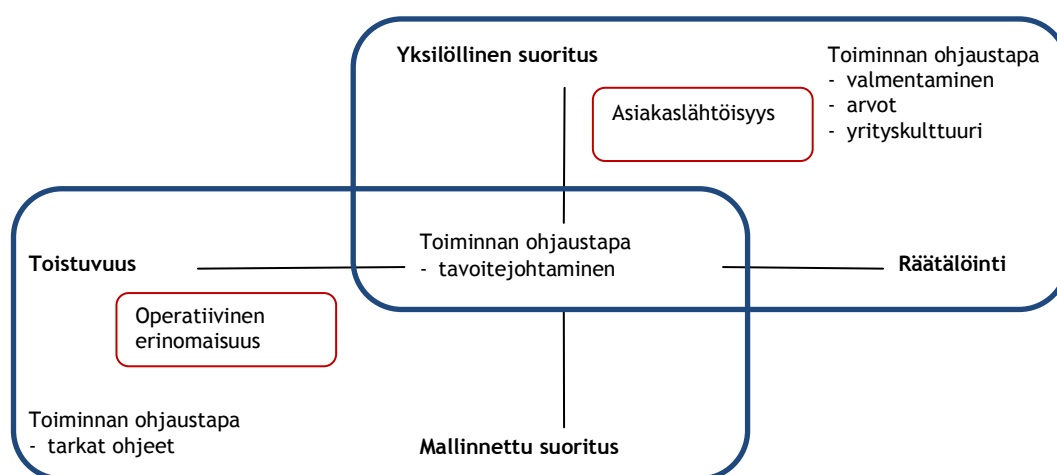 Yksilöllinen suoritus
Toiminnan ohjaustapa
- valmentaminen
- arvot
- yrityskulttuuri
Asiakaslähtöisyys
Toiminnan ohjaustapa
- tavoitejohtaminen
Toistuvuus
Räätälöinti
Operatiivinen
erinomaisuus
Toiminnan ohjaustapa
- tarkat ohjeet
Mallinnettu suoritus